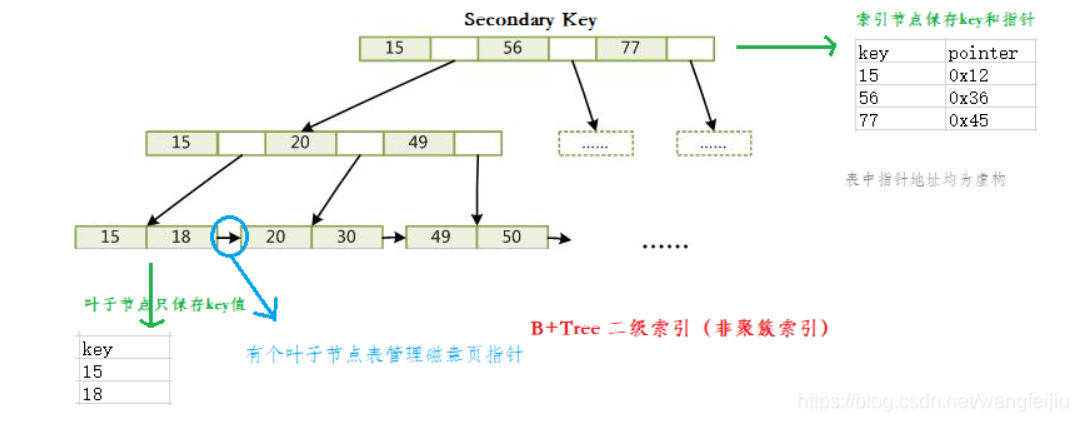 Secondary Key
索引节点保存key和指针
15 56 77
key pointer
15 0x12
56 0x36
77 0x45
15 20 49
...... ......
表中指针地址均为虚构
15 18 20 30 49 50 ......
叶子节点只保存key值
key
15
18
有个叶子节点表管理磁盘页指针
B+Tree 二级索引（非聚簇索引）
https://blog.csdn.net/wangfeijiu